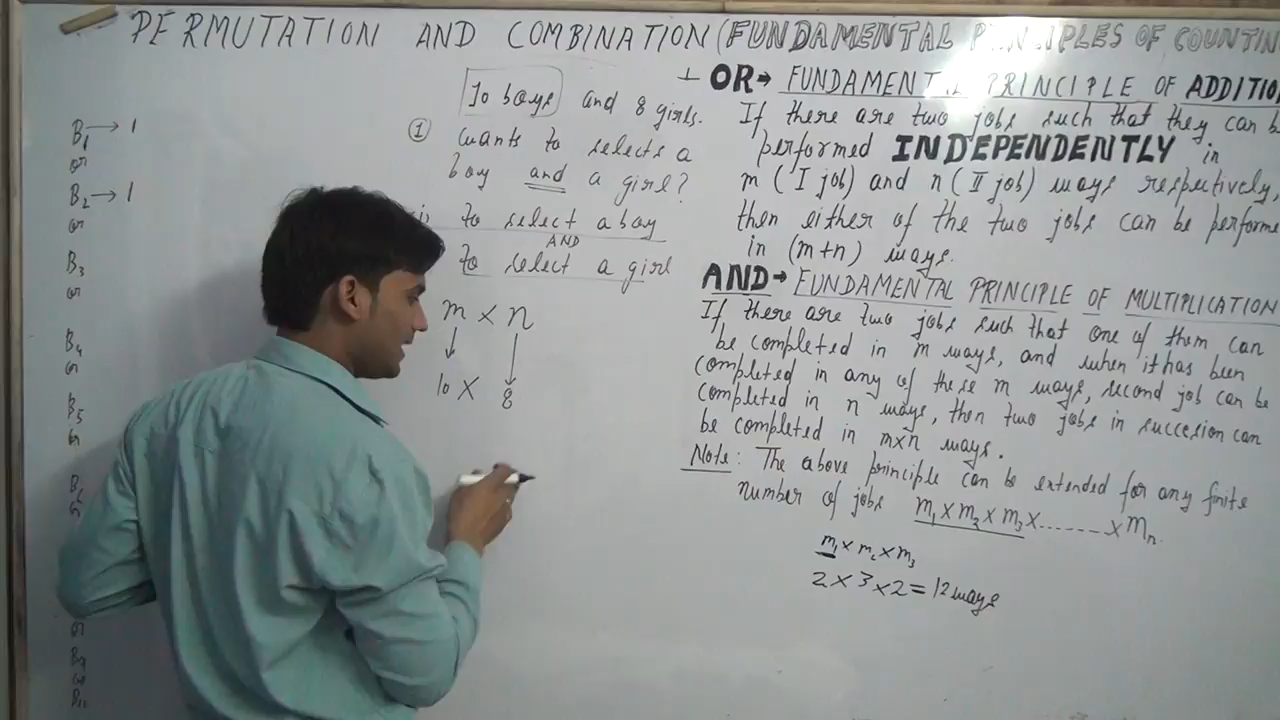 PERMUTATION AND COMBINATION (FUNDAMENTAL PRINCIPLES OF COUNTIN
B1 → 1
or
B2 → 1
or
B3
or
B4
or
B5
or
B6
or
or
B9
or
10 boys and 8 girls.
① wants to selects a
boy and a girl?
to select a boy
AND
to select a girl
m × n
10 × 8
OR → FUNDAMENTAL PRINCIPLE OF ADDITIO
If there are two jobs such that they can be
performed INDEPENDENTLY in
m (I job) and n (II job) ways respectively,
then either of the two jobs can be performe
in (m+n) ways.
AND → FUNDAMENTAL PRINCIPLE OF MULTIPLICATION
If there are two jobs such that one of them can
be completed in m ways, and when it has been
completed in any of these m ways, second job can be
completed in n ways, then two jobs in succesion can
be completed in m×n ways.
Note: The above principle can be extended for any finite
number of jobs m1 × m2 × m3 × ....... × mn.
m1 × m2 × m3
2 × 3 × 2 = 12 ways